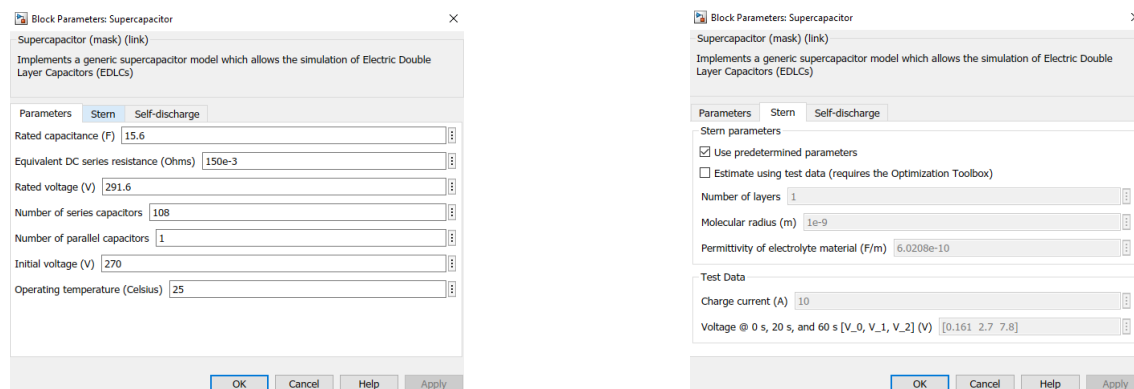 Block Parameters: Supercapacitor
Supercapacitor (mask) (link)
Implements a generic supercapacitor model which allows the simulation of Electric Double
Layer Capacitors (EDLCs)
Parameters Stern Self-discharge
Rated capacitance (F) 15.6
Equivalent DC series resistance (Ohms) 150e-3
Rated voltage (V) 291.6
Number of series capacitors 108
Number of parallel capacitors 1
Initial voltage (V) 270
Operating temperature (Celsius) 25
OK Cancel Help Apply
Block Parameters: Supercapacitor
Supercapacitor (mask) (link)
Implements a generic supercapacitor model which allows the simulation of Electric Double
Layer Capacitors (EDLCs)
Parameters Stern Self-discharge
Stern parameters
Use predetermined parameters
Estimate using test data (requires the Optimization Toolbox)
Number of layers 1
Molecular radius (m) 1e-9
Permittivity of electrolyte material (F/m) 6.0208e-10
Test Data
Charge current (A) 10
Voltage @ 0 s, 20 s, and 60 s [V_0, V_1, V_2] (V) [0.161 2.7 7.8]
OK Cancel Help Apply